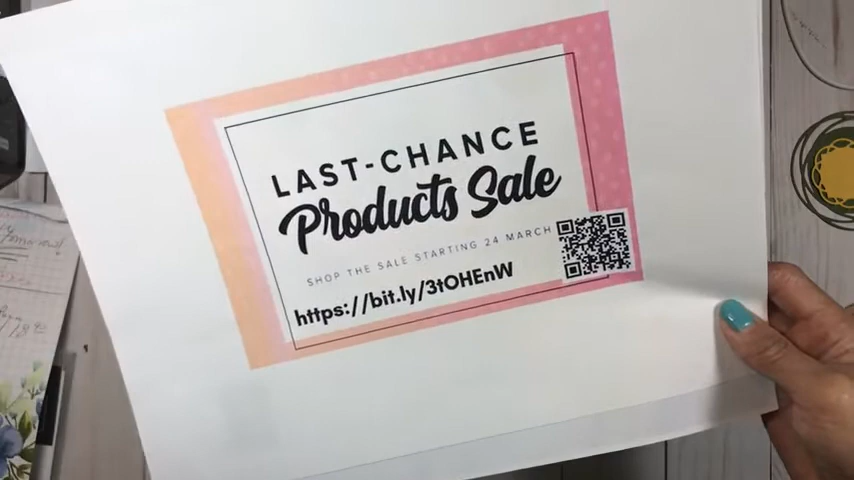 LAST-CHANCE
Products Sale
SHOP THE SALE STARTING 24 MARCH
https://bit.ly/3tOHEnW